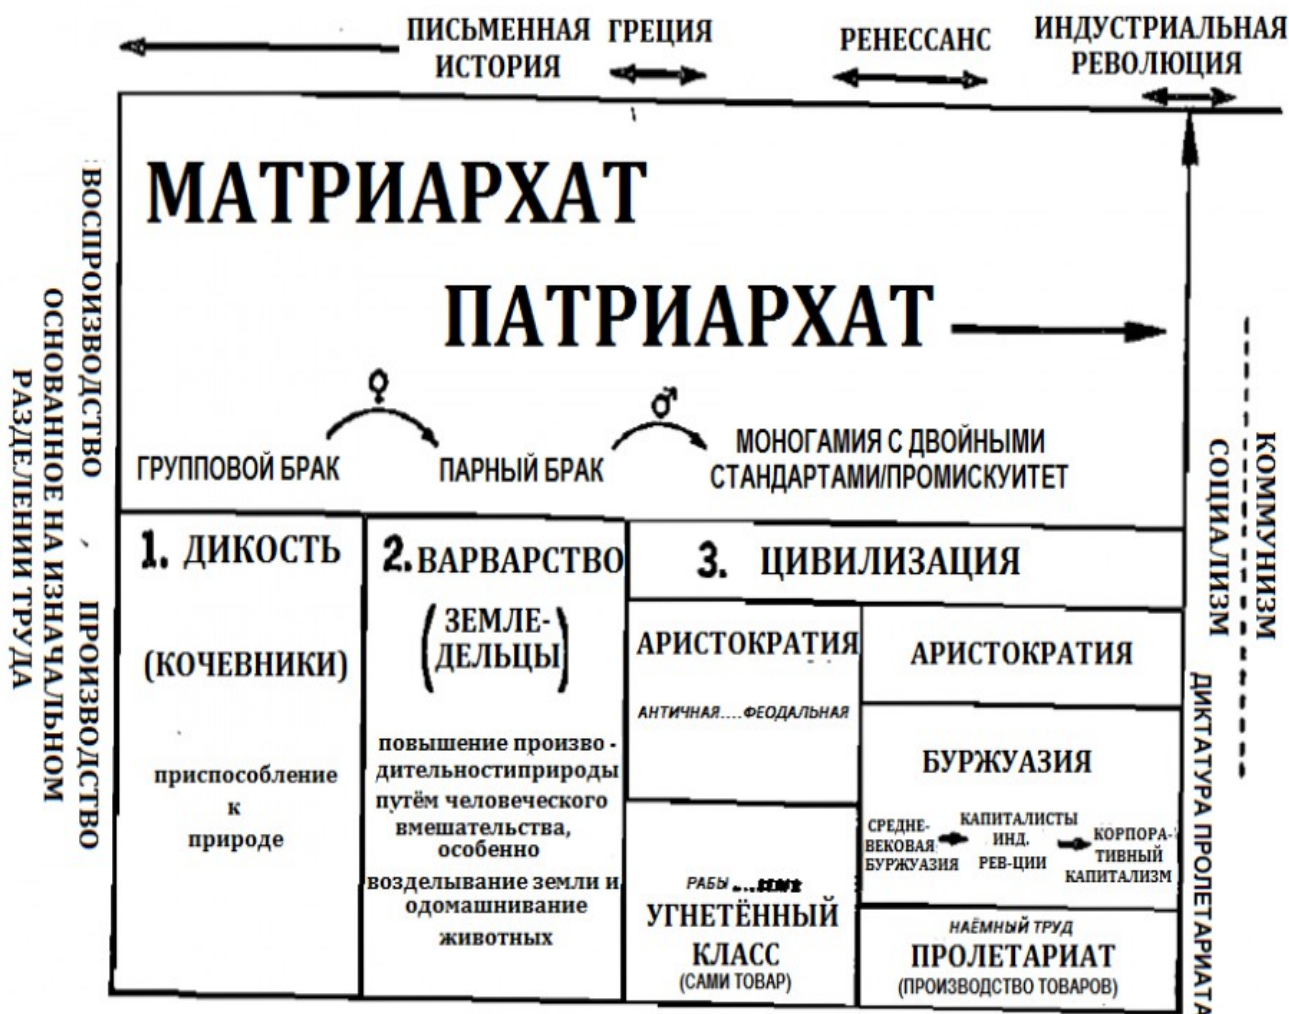 ПИСЬМЕННАЯ
ИСТОРИЯ
ГРЕЦИЯ
РЕНЕССАНС
ИНДУСТРИАЛЬНАЯ
РЕВОЛЮЦИЯ
ВОСПРОИЗВОДСТВО , ПРОИЗВОДСТВО
ОСНОВАННОЕ НА ИЗНАЧАЛЬНОМ
РАЗДЕЛЕНИИ ТРУДА
МАТРИАРХАТ
ПАТРИАРХАТ
♀
♂
ГРУППОВОЙ БРАК
ПАРНЫЙ БРАК
МОНОГАМИЯ С ДВОЙНЫМИ
СТАНДАРТАМИ/ПРОМИСКУИТЕТ
1. ДИКОСТЬ
(КОЧЕВНИКИ)
приспособление
к
природе
2. ВАРВАРСТВО
(ЗЕМЛЕ-
ДЕЛЬЦЫ)
повышение произво -
дительностиприроды
путём человеческого
вмешательства,
особенно
возделывание земли и
одомашнивание
животных
3. ЦИВИЛИЗАЦИЯ
АРИСТОКРАТИЯ
АНТИЧНАЯ....ФЕОДАЛЬНАЯ
РАБЫ
УГНЕТЁННЫЙ
КЛАСС
(САМИ ТОВАР)
АРИСТОКРАТИЯ
БУРЖУАЗИЯ
СРЕДНЕ-
ВЕКОВАЯ
БУРЖУАЗИЯ
КАПИТАЛИСТЫ
ИНД.
РЕВ-ЦИИ
КОРПОРА-
ТИВНЫЙ
КАПИТАЛИЗМ
НАЁМНЫЙ ТРУД
ПРОЛЕТАРИАТ
(ПРОИЗВОДСТВО ТОВАРОВ)
ДИКТАТУРА ПРОЛЕТАРИАТА
СОЦИАЛИЗМ
КОММУНИЗМ